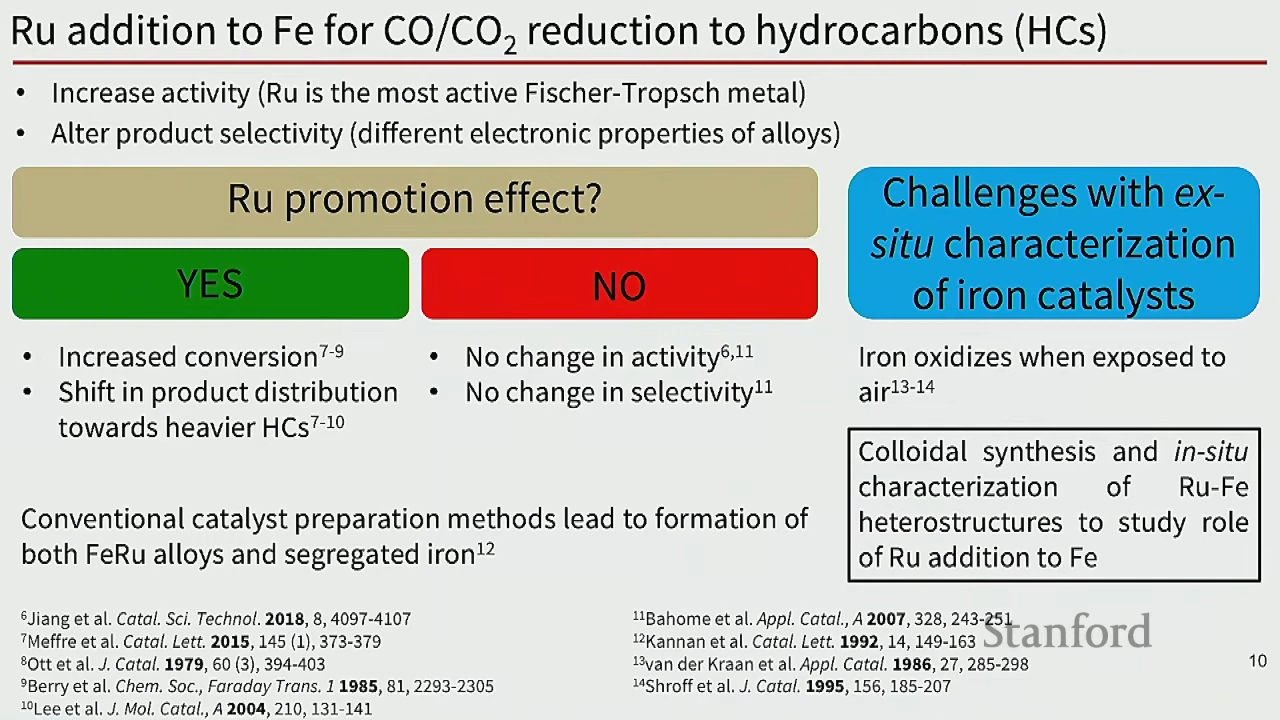 Ru addition to Fe for CO/CO₂ reduction to hydrocarbons (HCs)
• Increase activity (Ru is the most active Fischer-Tropsch metal)
• Alter product selectivity (different electronic properties of alloys)
Ru promotion effect?
YES
NO
• Increased conversion⁷⁻⁹
• Shift in product distribution
towards heavier HCs⁷⁻¹⁰
• No change in activity⁶,¹¹
• No change in selectivity¹¹
Conventional catalyst preparation methods lead to formation of
both FeRu alloys and segregated iron¹²
Challenges with ex-
situ characterization
of iron catalysts
Iron oxidizes when exposed to
air¹³⁻¹⁴
Colloidal synthesis and in-situ
characterization of Ru-Fe
heterostructures to study role
of Ru addition to Fe
⁶Jiang et al. Catal. Sci. Technol. 2018, 8, 4097-4107
⁷Meffre et al. Catal. Lett. 2015, 145 (1), 373-379
⁸Ott et al. J. Catal. 1979, 60 (3), 394-403
⁹Berry et al. Chem. Soc., Faraday Trans. 1 1985, 81, 2293-2305
¹⁰Lee et al. J. Mol. Catal., A 2004, 210, 131-141
¹¹Bahome et al. Appl. Catal., A 2007, 328, 243-251
¹²Kannan et al. Catal. Lett. 1992, 14, 149-163
¹³van der Kraan et al. Appl. Catal. 1986, 27, 285-298
¹⁴Shroff et al. J. Catal. 1995, 156, 185-207
Stanford
10